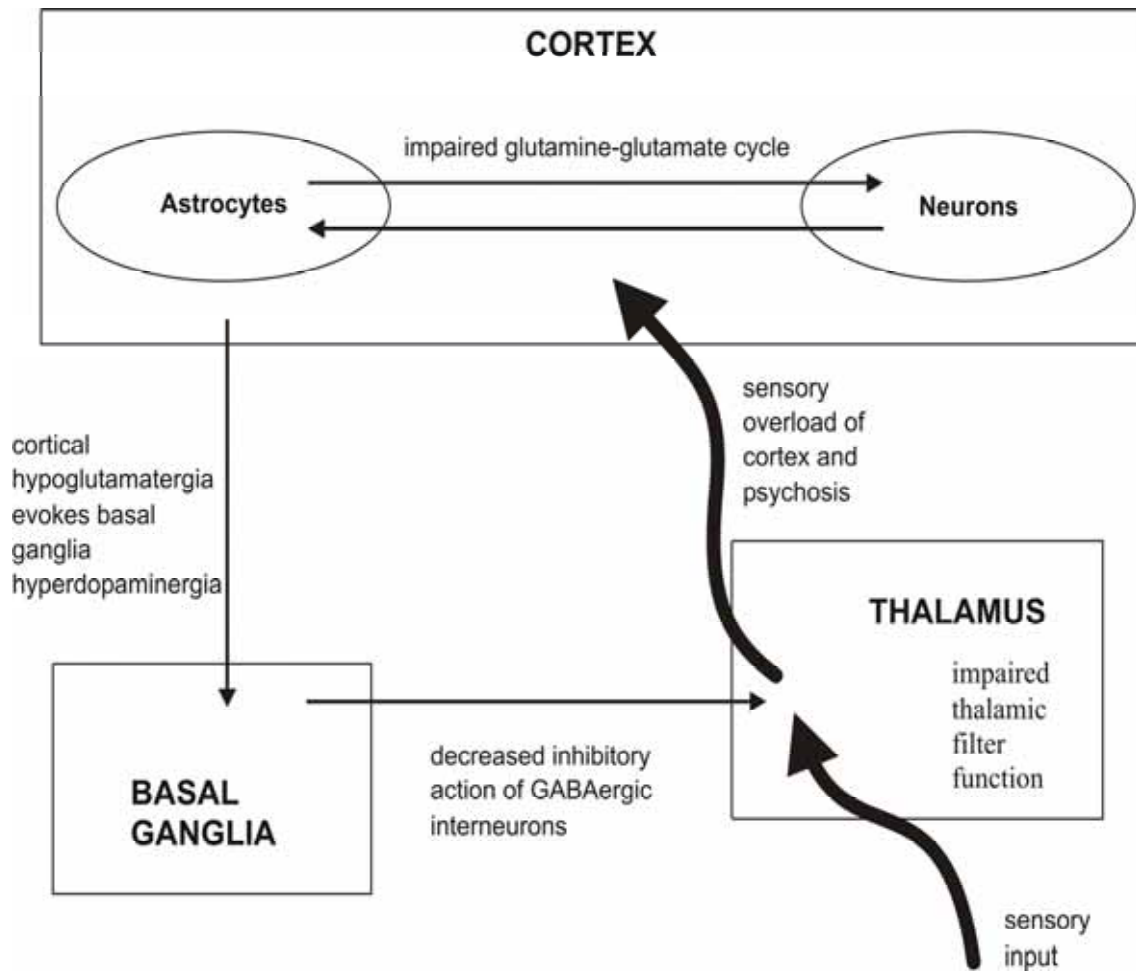 CORTEX
impaired glutamine-glutamate cycle
Astrocytes
Neurons
sensory
overload of
cortex and
psychosis
cortical
hypoglutamatergia
evokes basal
ganglia
hyperdopaminergia
THALAMUS
impaired
thalamic
filter
function
decreased inhibitory
action of GABAergic
interneurons
BASAL
GANGLIA
sensory
input